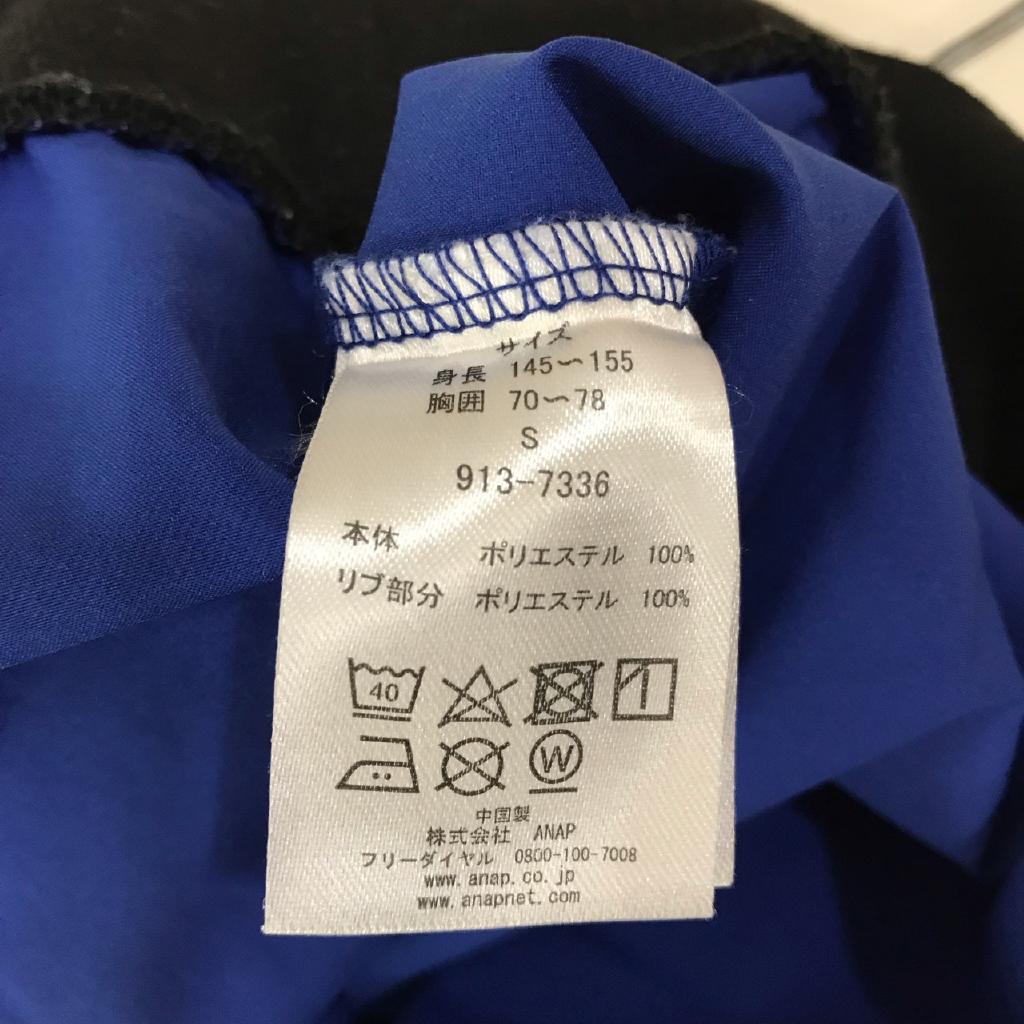 サイズ
身長 145〜155
胸囲 70〜78
S
913-7336
本体 ポリエステル 100%
リブ部分 ポリエステル 100%
40
W
中国製
株式会社 ANAP
フリーダイヤル 0800-100-7008
www.anap.co.jp
www.anapnet.com